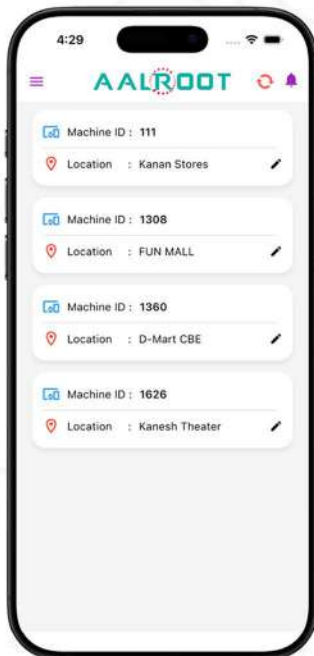 4:29
AALROOT
Machine ID : 111
Location : Kanan Stores
Machine ID : 1308
Location : FUN MALL
Machine ID : 1360
Location : D-Mart CBE
Machine ID : 1626
Location : Kanesh Theater